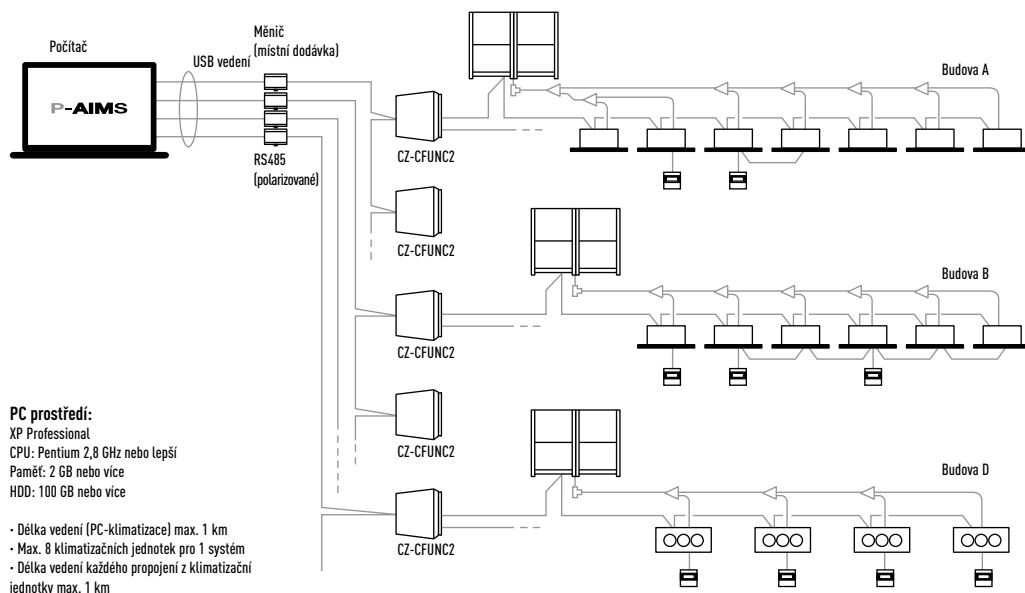 Počítač
P-AIMS
USB vedení
Měnič
(místní dodávka)
RS485
(polarizované)
CZ-CFUNC2
Budova A
CZ-CFUNC2
CZ-CFUNC2
Budova B
CZ-CFUNC2
CZ-CFUNC2
Budova D
PC prostředí:
XP Professional
CPU: Pentium 2,8 GHz nebo lepší
Paměť: 2 GB nebo více
HDD: 100 GB nebo více
• Délka vedení (PC-klimatizace) max. 1 km
• Max. 8 klimatizačních jednotek pro 1 systém
• Délka vedení každého propojení z klimatizační
jednotky max. 1 km